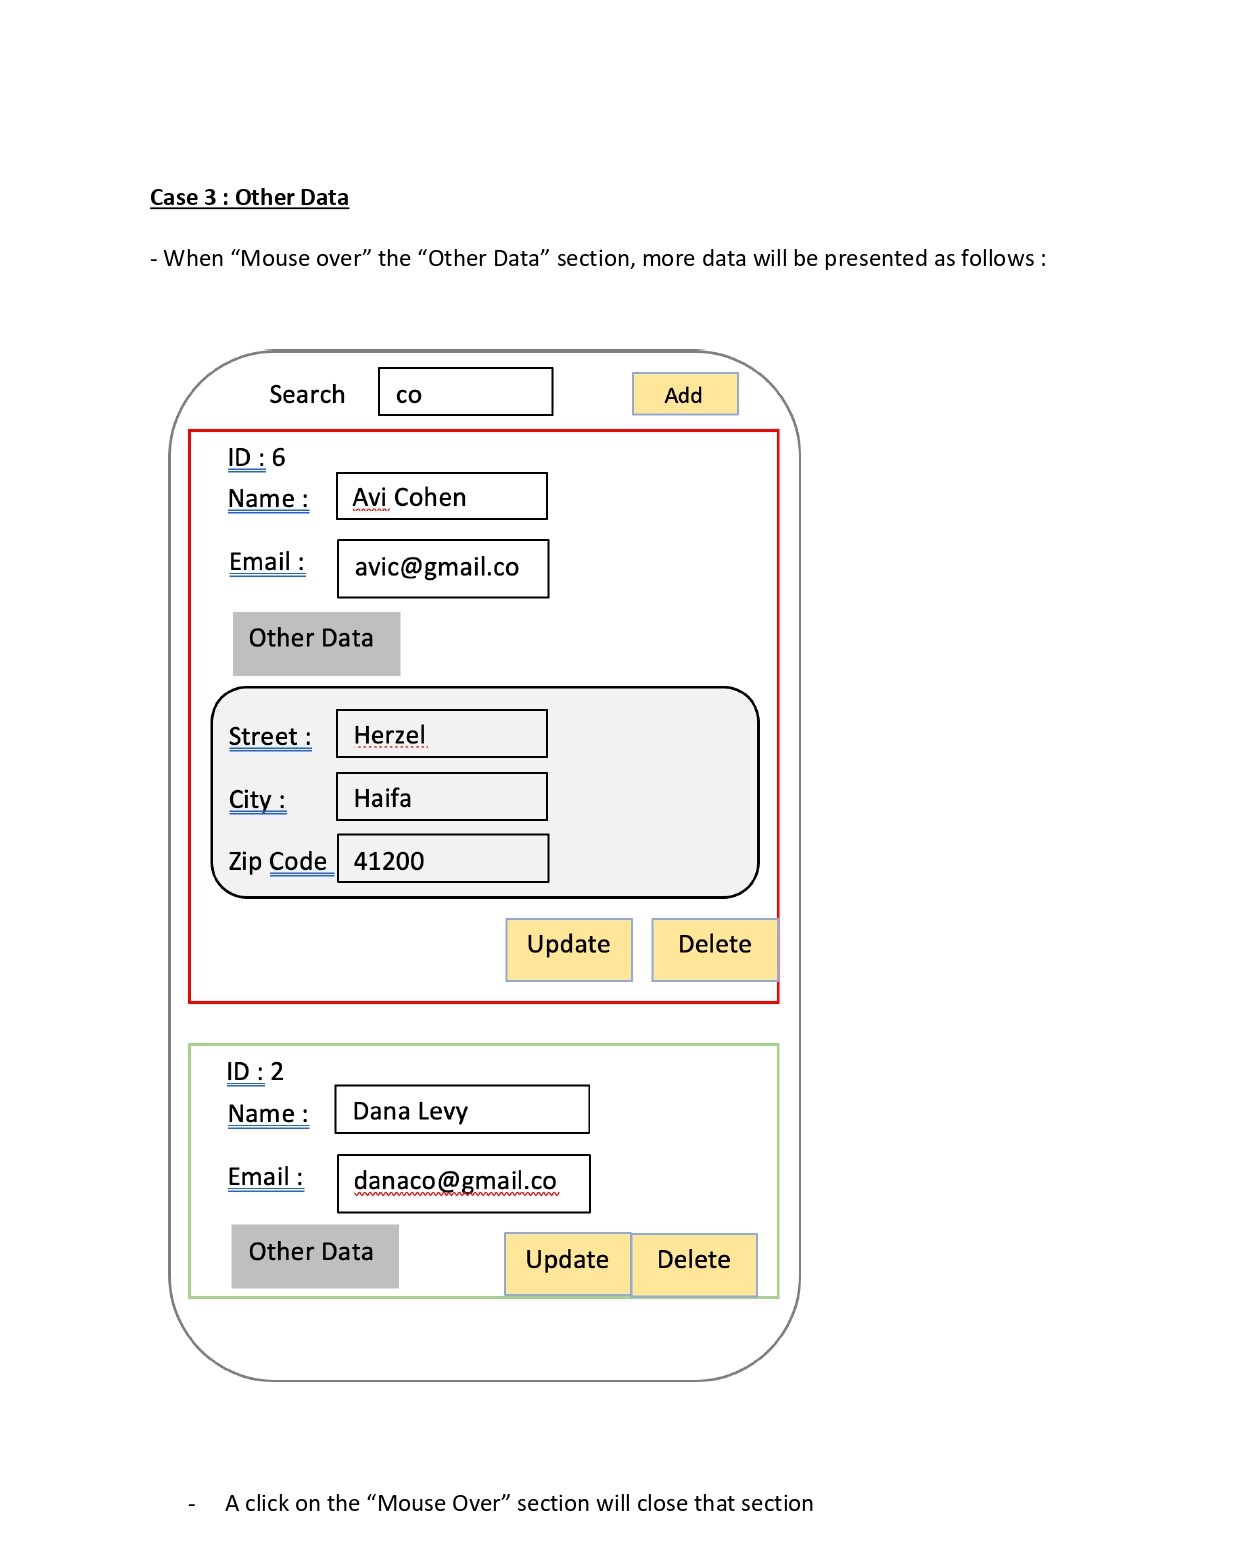 Case 3 : Other Data
- When “Mouse over” the “Other Data” section, more data will be presented as follows :
Search co Add
ID : 6
Name : Avi Cohen
Email : avic@gmail.co
Other Data
Street : Herzel
City : Haifa
Zip Code 41200
Update Delete
ID : 2
Name : Dana Levy
Email : danaco@gmail.co
Other Data Update Delete
- A click on the “Mouse Over” section will close that section